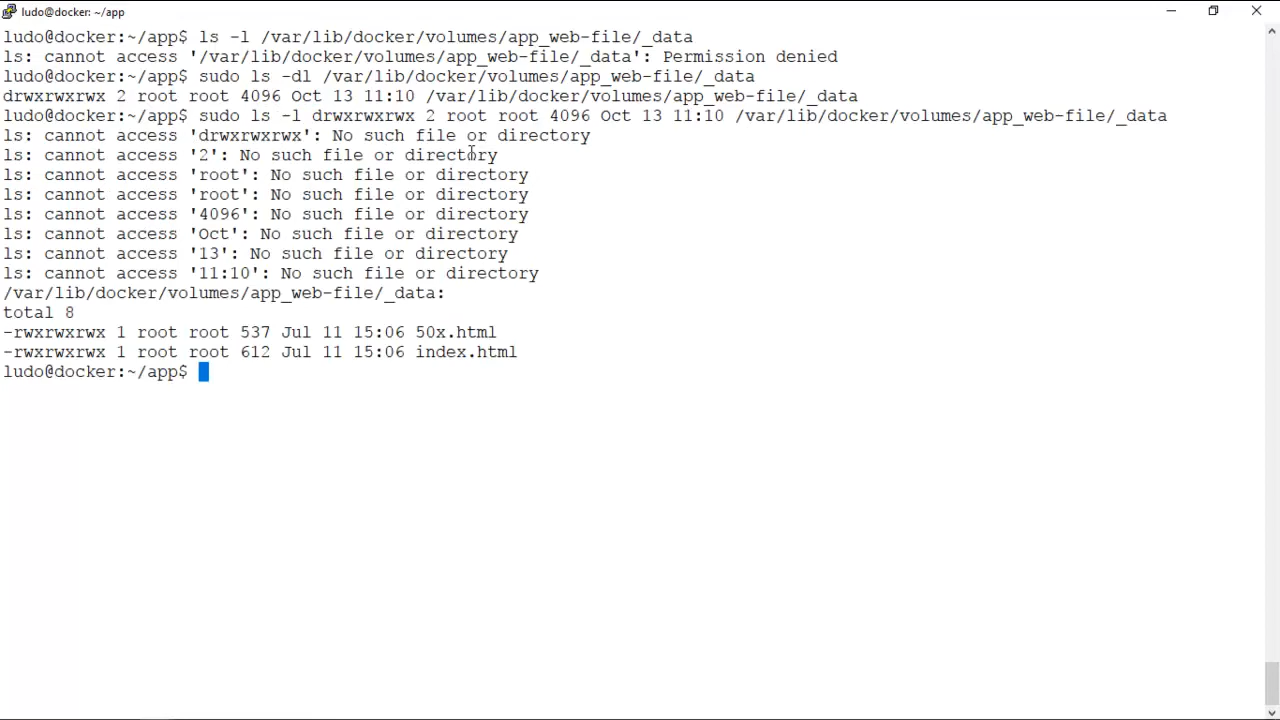 ludo@docker: ~/app
ludo@docker:~/app$ ls -l /var/lib/docker/volumes/app_web-file/_data
ls: cannot access '/var/lib/docker/volumes/app_web-file/_data': Permission denied
ludo@docker:~/app$ sudo ls -dl /var/lib/docker/volumes/app_web-file/_data
drwxrwxrwx 2 root root 4096 Oct 13 11:10 /var/lib/docker/volumes/app_web-file/_data
ludo@docker:~/app$ sudo ls -l drwxrwxrwx 2 root root 4096 Oct 13 11:10 /var/lib/docker/volumes/app_web-file/_data
ls: cannot access 'drwxrwxrwx': No such file or directory
ls: cannot access '2': No such file or directory
ls: cannot access 'root': No such file or directory
ls: cannot access 'root': No such file or directory
ls: cannot access '4096': No such file or directory
ls: cannot access 'Oct': No such file or directory
ls: cannot access '13': No such file or directory
ls: cannot access '11:10': No such file or directory
/var/lib/docker/volumes/app_web-file/_data:
total 8
-rwxrwxrwx 1 root root 537 Jul 11 15:06 50x.html
-rwxrwxrwx 1 root root 612 Jul 11 15:06 index.html
ludo@docker:~/app$